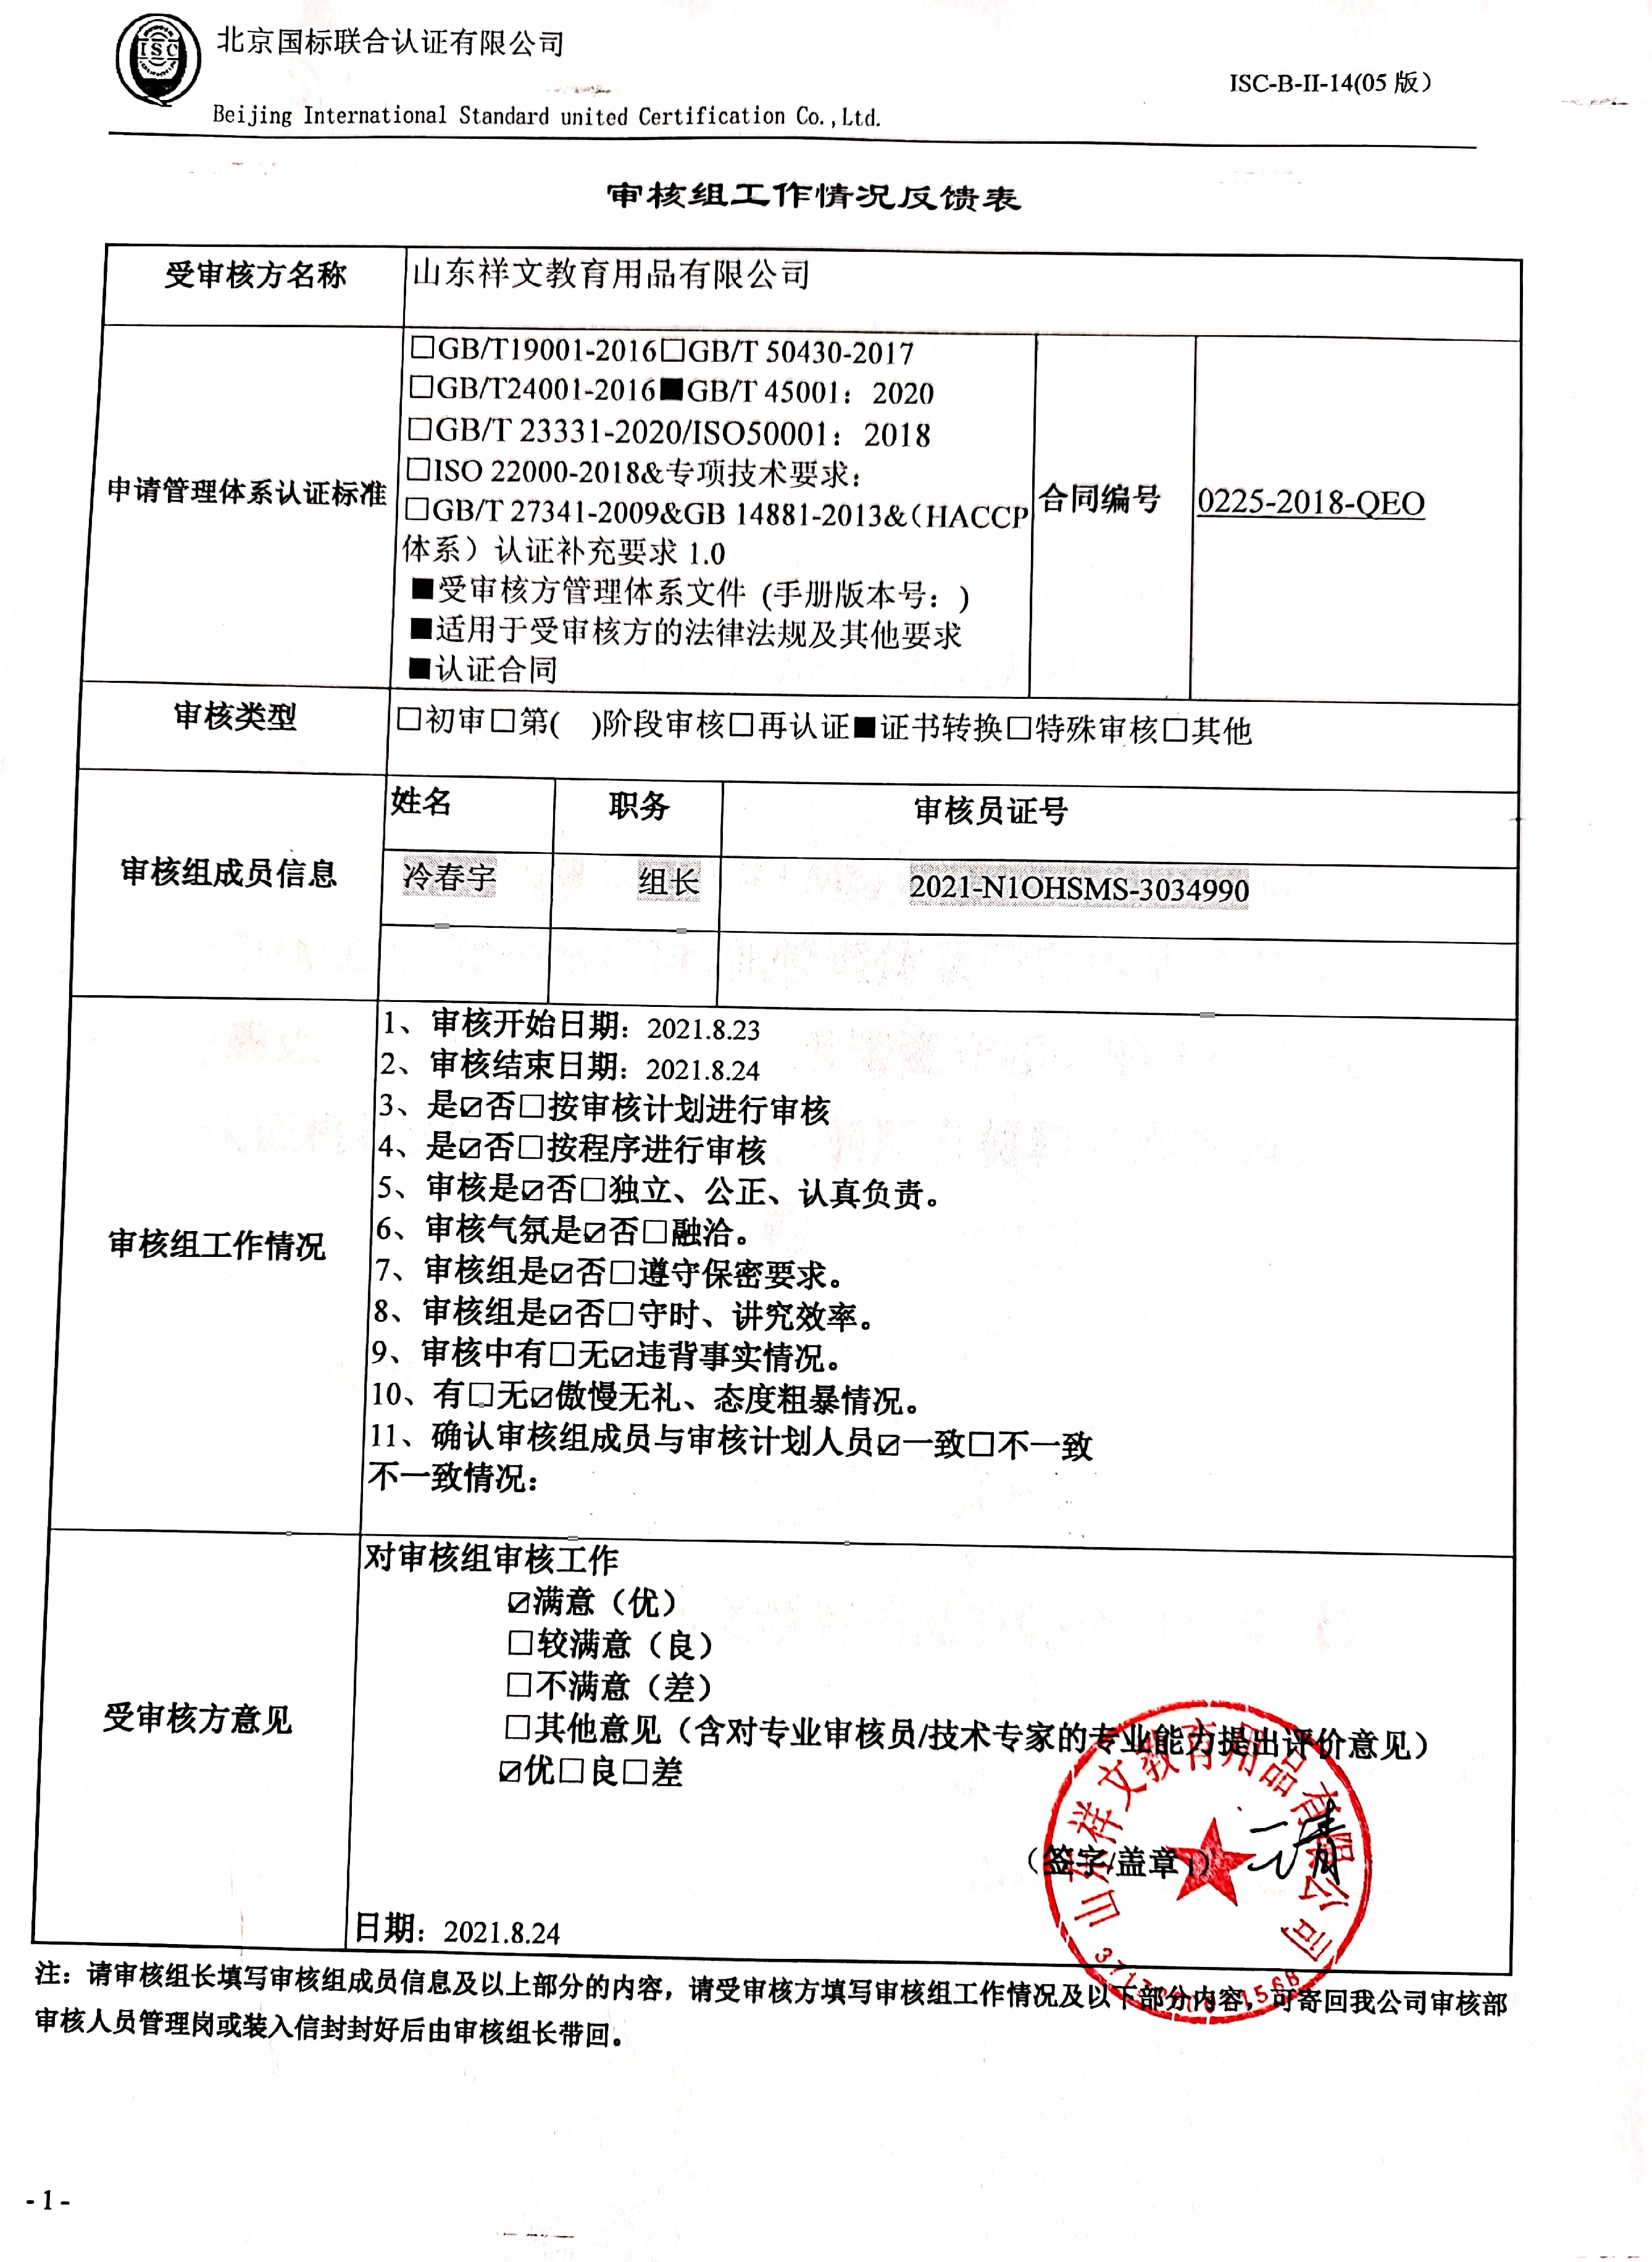 北京国标联合认证有限公司
ISC-B-II-14(05 版)
Beijing International Standard united Certification Co.,Ltd.
审核组工作情况反馈表
受审核方名称
山东祥文教育用品有限公司
申请管理体系认证标准
□GB/T19001-2016□GB/T 50430-2017
□GB/T24001-2016■GB/T 45001：2020
□GB/T 23331-2020/ISO50001：2018
□ISO 22000-2018&专项技术要求：
□GB/T 27341-2009&GB 14881-2013&（HACCP
体系）认证补充要求 1.0
■受审核方管理体系文件 (手册版本号：)
■适用于受审核方的法律法规及其他要求
■认证合同
合同编号
0225-2018-QEO
审核类型
□初审□第( )阶段审核□再认证■证书转换□特殊审核□其他
审核组成员信息
姓名 职务 审核员证号
冷春宇 组长 2021-N1OHSMS-3034990
审核组工作情况
1、审核开始日期：2021.8.23
2、审核结束日期：2021.8.24
3、是☑否□按审核计划进行审核
4、是☑否□按程序进行审核
5、审核是☑否□独立、公正、认真负责。
6、审核气氛是☑否□融洽。
7、审核组是☑否□遵守保密要求。
8、审核组是☑否□守时、讲究效率。
9、审核中有□无☑违背事实情况。
10、有□无☑傲慢无礼、态度粗暴情况。
11、确认审核组成员与审核计划人员☑一致□不一致
不一致情况：
受审核方意见
对审核组审核工作
☑满意（优）
□较满意（良）
□不满意（差）
□其他意见（含对专业审核员/技术专家的专业能力提出评价意见）
☑优□良□差
（签字/盖章）
山东祥文教育用品有限公司
日期：2021.8.24
注：请审核组长填写审核组成员信息及以上部分的内容，请受审核方填写审核组工作情况及以下部分内容，可寄回我公司审核部
审核人员管理岗或装入信封封好后由审核组长带回。
- 1 -